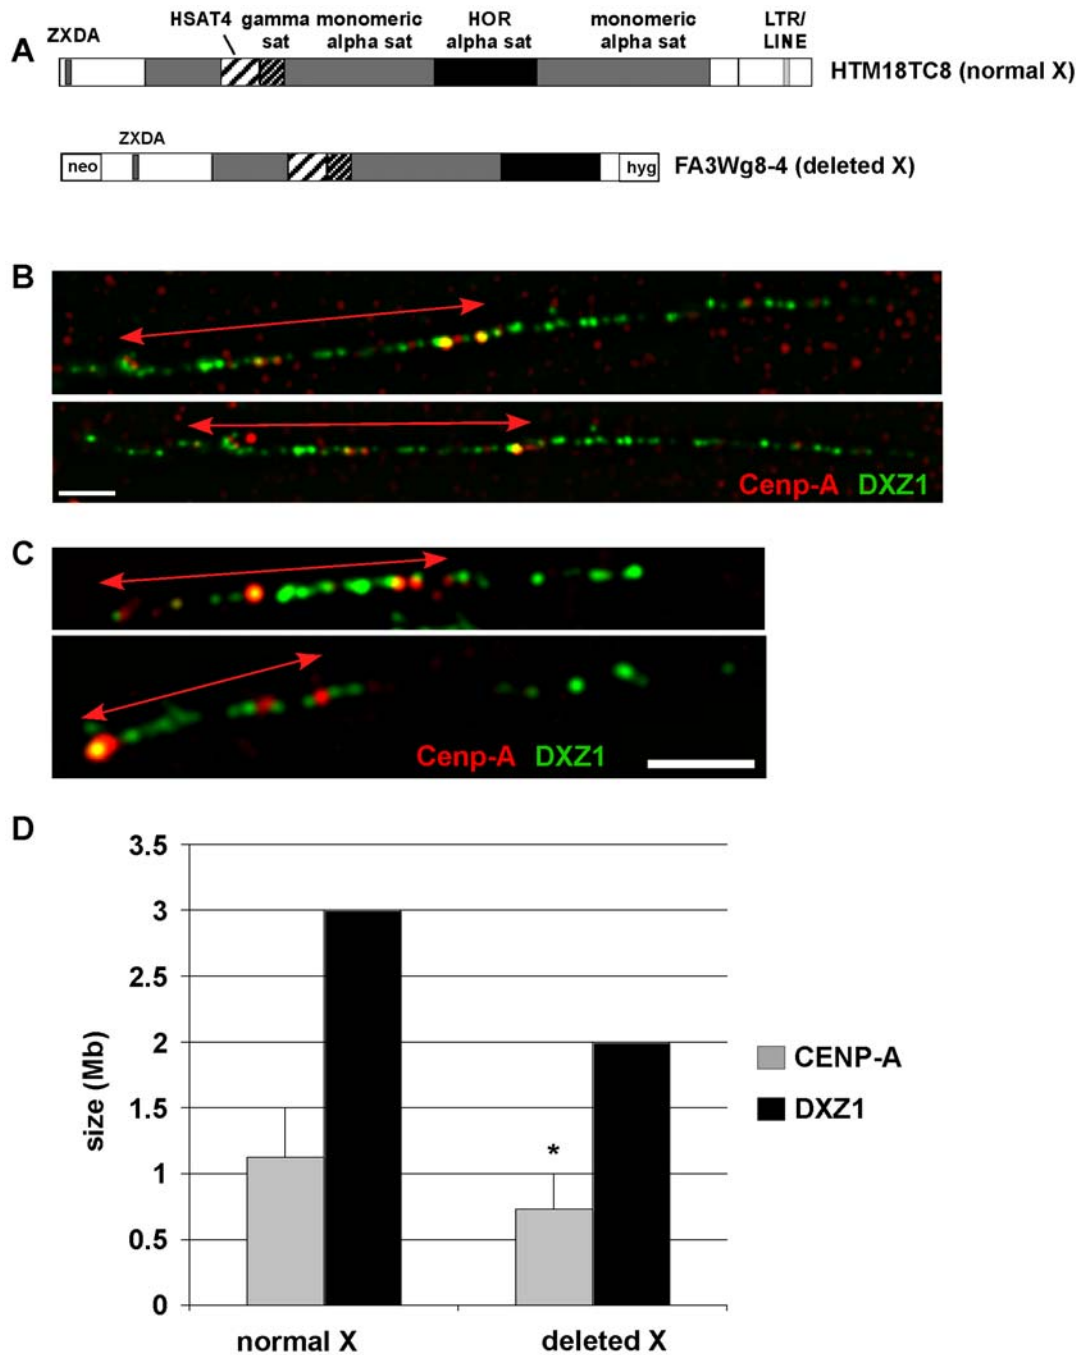 A
ZXDA
HSAT4 gamma sat monomeric alpha sat HOR alpha sat monomeric alpha sat LTR/ LINE
HTM18TC8 (normal X)
ZXDA
neo hyg FA3Wg8-4 (deleted X)
B
Cenp-A DXZ1
C
Cenp-A DXZ1
D
3.5
3
2.5
2
1.5
1
0.5
0
size (Mb)
*
normal X deleted X
CENP-A
DXZ1